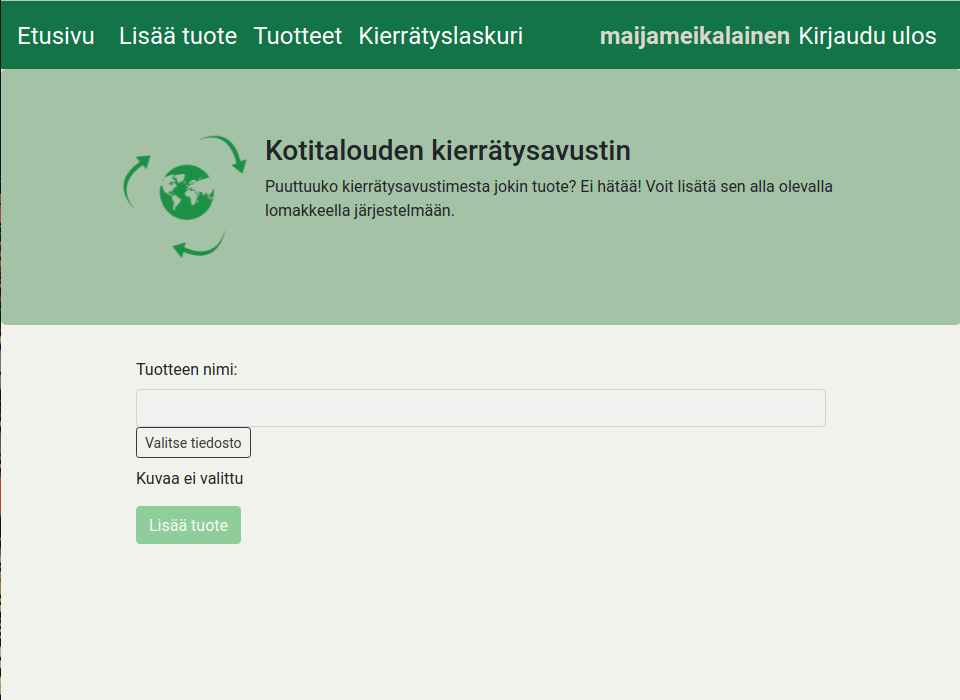 Etusivu Lisää tuote Tuotteet Kierrätyslaskuri maijameikalainen Kirjaudu ulos
Kotitalouden kierrätysavustin
Puuttuuko kierrätysavustimesta jokin tuote? Ei hätää! Voit lisätä sen alla olevalla
lomakkeella järjestelmään.
Tuotteen nimi:
Valitse tiedosto
Kuvaa ei valittu
Lisää tuote